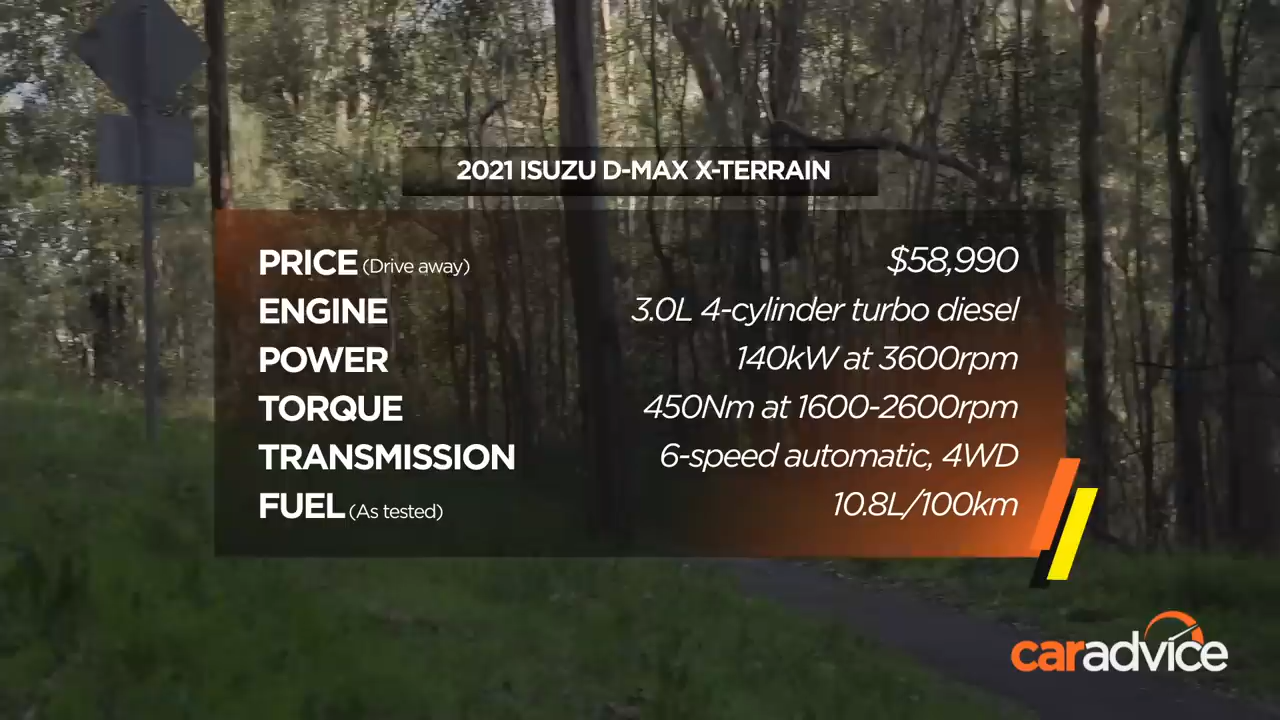 2021 ISUZU D-MAX X-TERRAIN
PRICE (Drive away) $58,990
ENGINE 3.0L 4-cylinder turbo diesel
POWER 140kW at 3600rpm
TORQUE 450Nm at 1600-2600rpm
TRANSMISSION 6-speed automatic, 4WD
FUEL (As tested) 10.8L/100km
caradvice